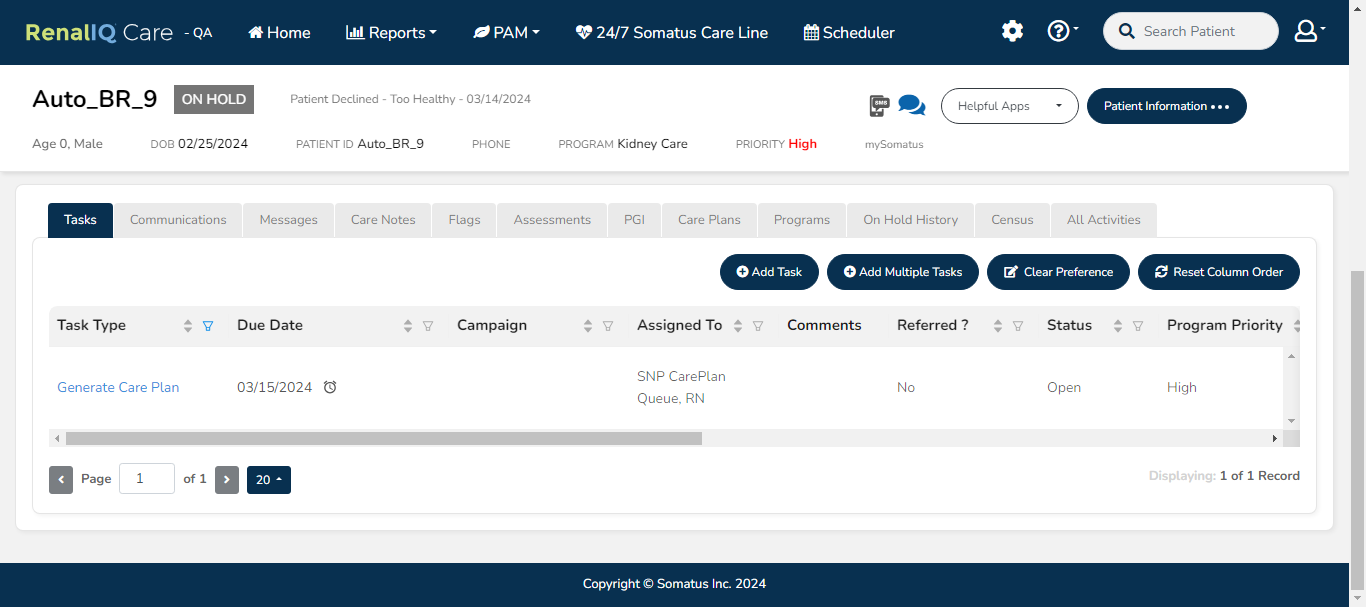 RenalIQ Care - QA Home Reports PAM 24/7 Somatus Care Line Scheduler Search Patient
Auto_BR_9 ON HOLD Patient Declined - Too Healthy - 03/14/2024 SMS Helpful Apps Patient Information
Age 0, Male DOB 02/25/2024 PATIENT ID Auto_BR_9 PHONE PROGRAM Kidney Care PRIORITY High mySomatus
Tasks Communications Messages Care Notes Flags Assessments PGI Care Plans Programs On Hold History Census All Activities
Add Task Add Multiple Tasks Clear Preference Reset Column Order
Task Type Due Date Campaign Assigned To Comments Referred ? Status Program Priority
Generate Care Plan 03/15/2024 SNP CarePlan
Queue, RN No Open High
Page 1 of 1 20 Displaying: 1 of 1 Record
Copyright © Somatus Inc. 2024